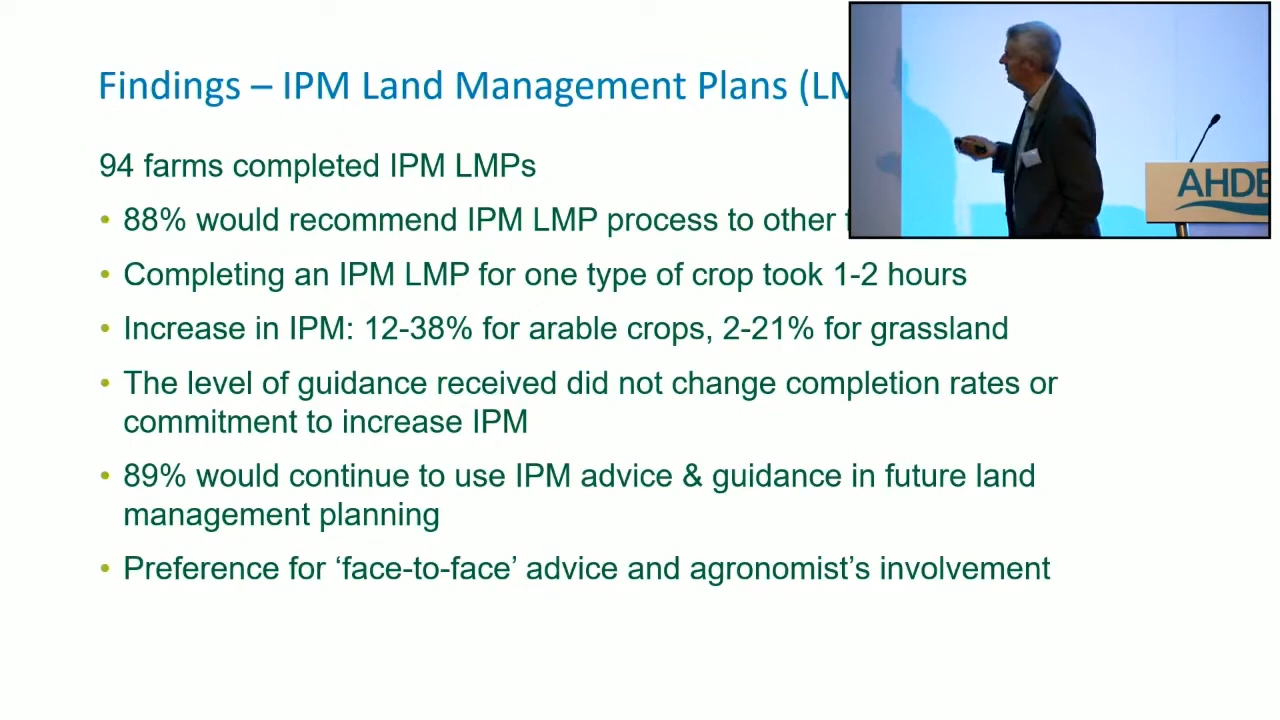 Findings – IPM Land Management Plans (LM
94 farms completed IPM LMPs
• 88% would recommend IPM LMP process to other
• Completing an IPM LMP for one type of crop took 1-2 hours
• Increase in IPM: 12-38% for arable crops, 2-21% for grassland
• The level of guidance received did not change completion rates or
commitment to increase IPM
• 89% would continue to use IPM advice & guidance in future land
management planning
• Preference for ‘face-to-face’ advice and agronomist’s involvement
AHDB